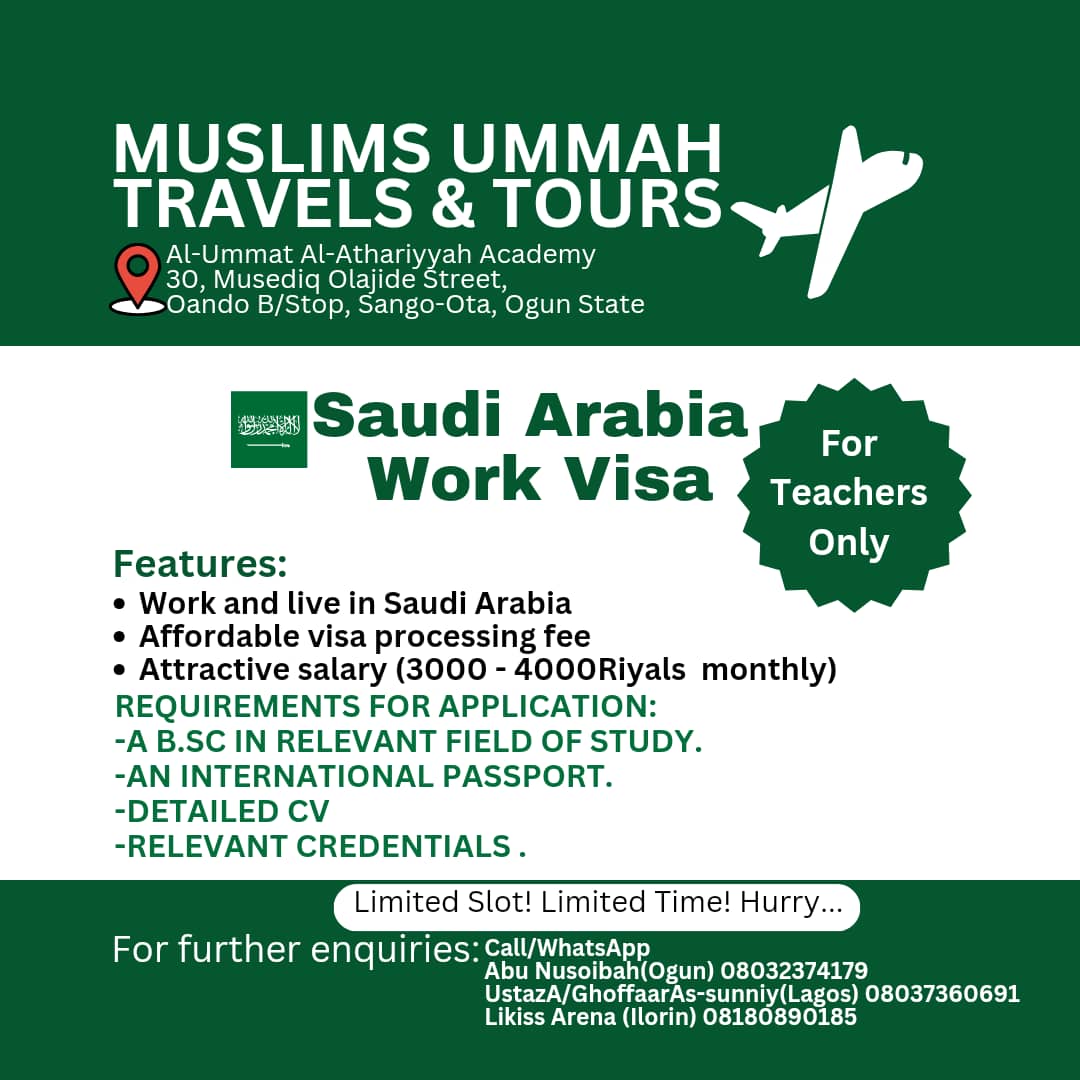 MUSLIMS UMMAH
TRAVELS & TOURS
Al-Ummat Al-Athariyyah Academy
30, Musediq Olajide Street,
Oando B/Stop, Sango-Ota, Ogun State
Saudi Arabia
Work Visa
For
Teachers
Only
Features:
• Work and live in Saudi Arabia
• Affordable visa processing fee
• Attractive salary (3000 - 4000Riyals  monthly)
REQUIREMENTS FOR APPLICATION:
-A B.SC IN RELEVANT FIELD OF STUDY.
-AN INTERNATIONAL PASSPORT.
-DETAILED CV
-RELEVANT CREDENTIALS .
Limited Slot! Limited Time! Hurry...
For further enquiries:
Call/WhatsApp
Abu Nusoibah(Ogun) 08032374179
UstazA/GhoffaarAs-sunniy(Lagos) 08037360691
Likiss Arena (Ilorin) 08180890185